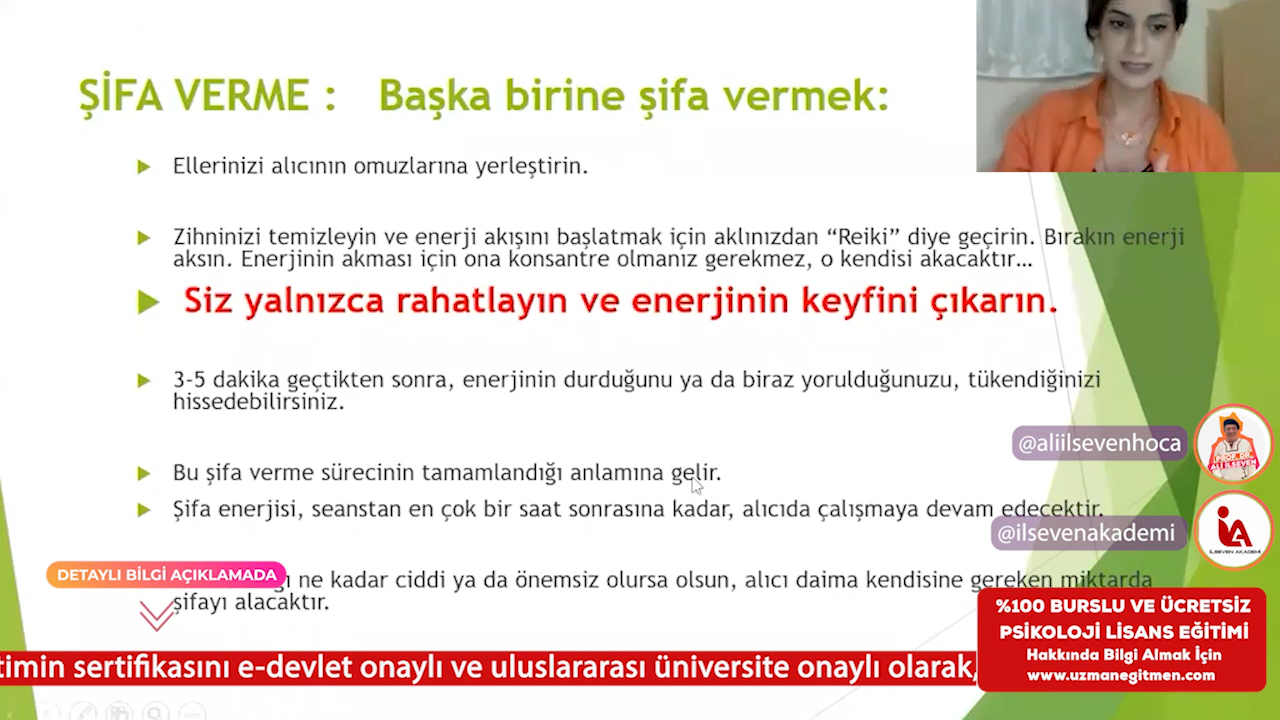 ŞİFA VERME : Başka birine şifa vermek:
Ellerinizi alıcının omuzlarına yerleştirin.
Zihninizi temizleyin ve enerji akışını başlatmak için aklınızdan “Reiki” diye geçirin. Bırakın enerji
aksın. Enerjinin akması için ona konsantre olmanız gerekmez, o kendisi akacaktır…
Siz yalnızca rahatlayın ve enerjinin keyfini çıkarın.
3-5 dakika geçtikten sonra, enerjinin durduğunu ya da biraz yorulduğunuzu, tükendiğinizi
hissedebilirsiniz.
@aliilsevenhoca
PROF. DR.
ALİ İLSEVEN
Bu şifa verme sürecinin tamamlandığı anlamına gelir.
Şifa enerjisi, seanstan en çok bir saat sonrasına kadar, alıcıda çalışmaya devam edecektir.
@ilsevenakademi
İLSEVEN AKADEMİ
DETAYLI BİLGİ AÇIKLAMADA
ne kadar ciddi ya da önemsiz olursa olsun, alıcı daima kendisine gereken miktarda
şifayı alacaktır.
%100 BURSLU VE ÜCRETSİZ
PSİKOLOJİ LİSANS EĞİTİMİ
Hakkında Bilgi Almak İçin
www.uzmanegitmen.com
timin sertifikasını e-devlet onaylı ve uluslararası üniversite onaylı olarak,